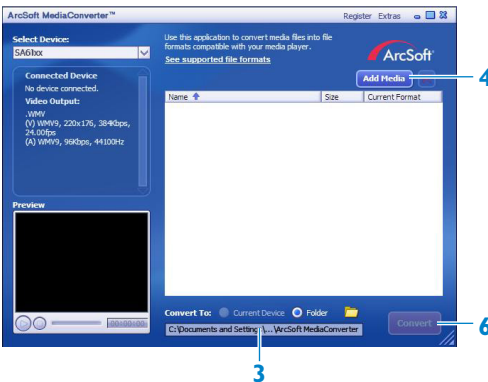 ArcSoft MediaConverter™
Register Extras
Select Device:
SA61xx
Use this application to convert media files into file
formats compatible with your media player.
See supported file formats
ArcSoft
Connected Device
No device connected.
Video Output:
.WMV
(V) WMV9, 220x176, 384Kbps,
24.00fps
(A) WMV9, 96Kbps, 44100Hz
Add Media
4
Name Size Current Format
Preview
00:00:00
Convert To: Current Device Folder
C:\Documents and Settings\,...\ArcSoft MediaConverter
Convert
6
3